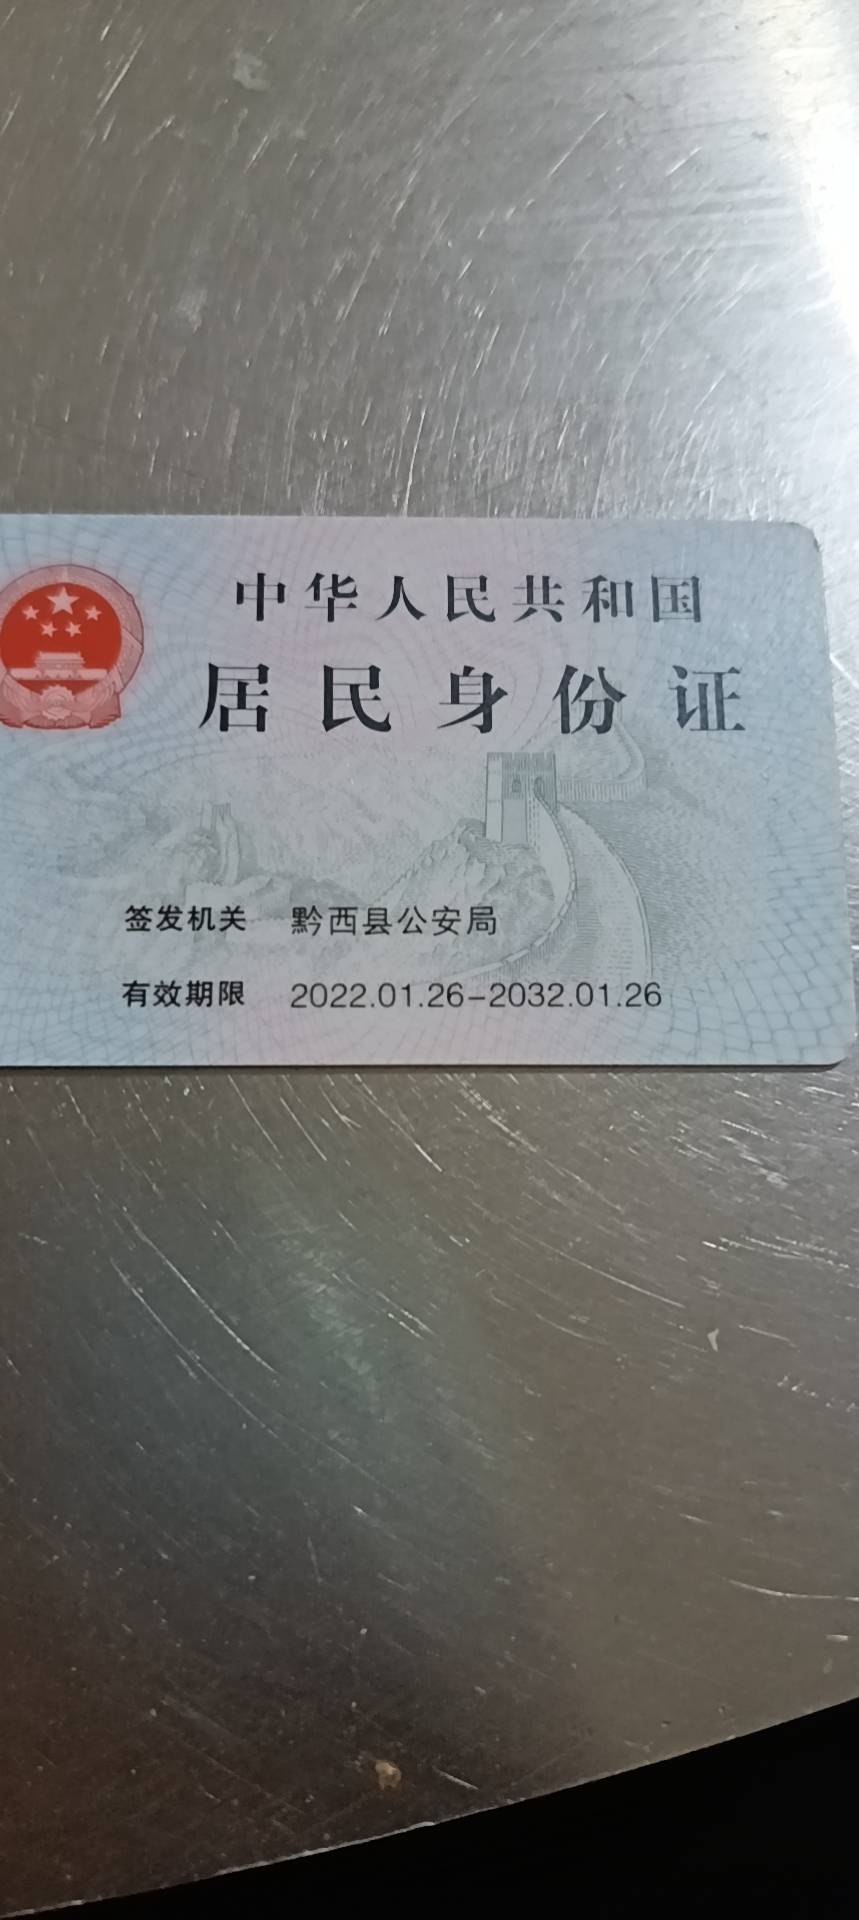 中华人民共和国
居民身份证
签发机关 黔西县公安局
有效期限 2022.01.26-2032.01.26